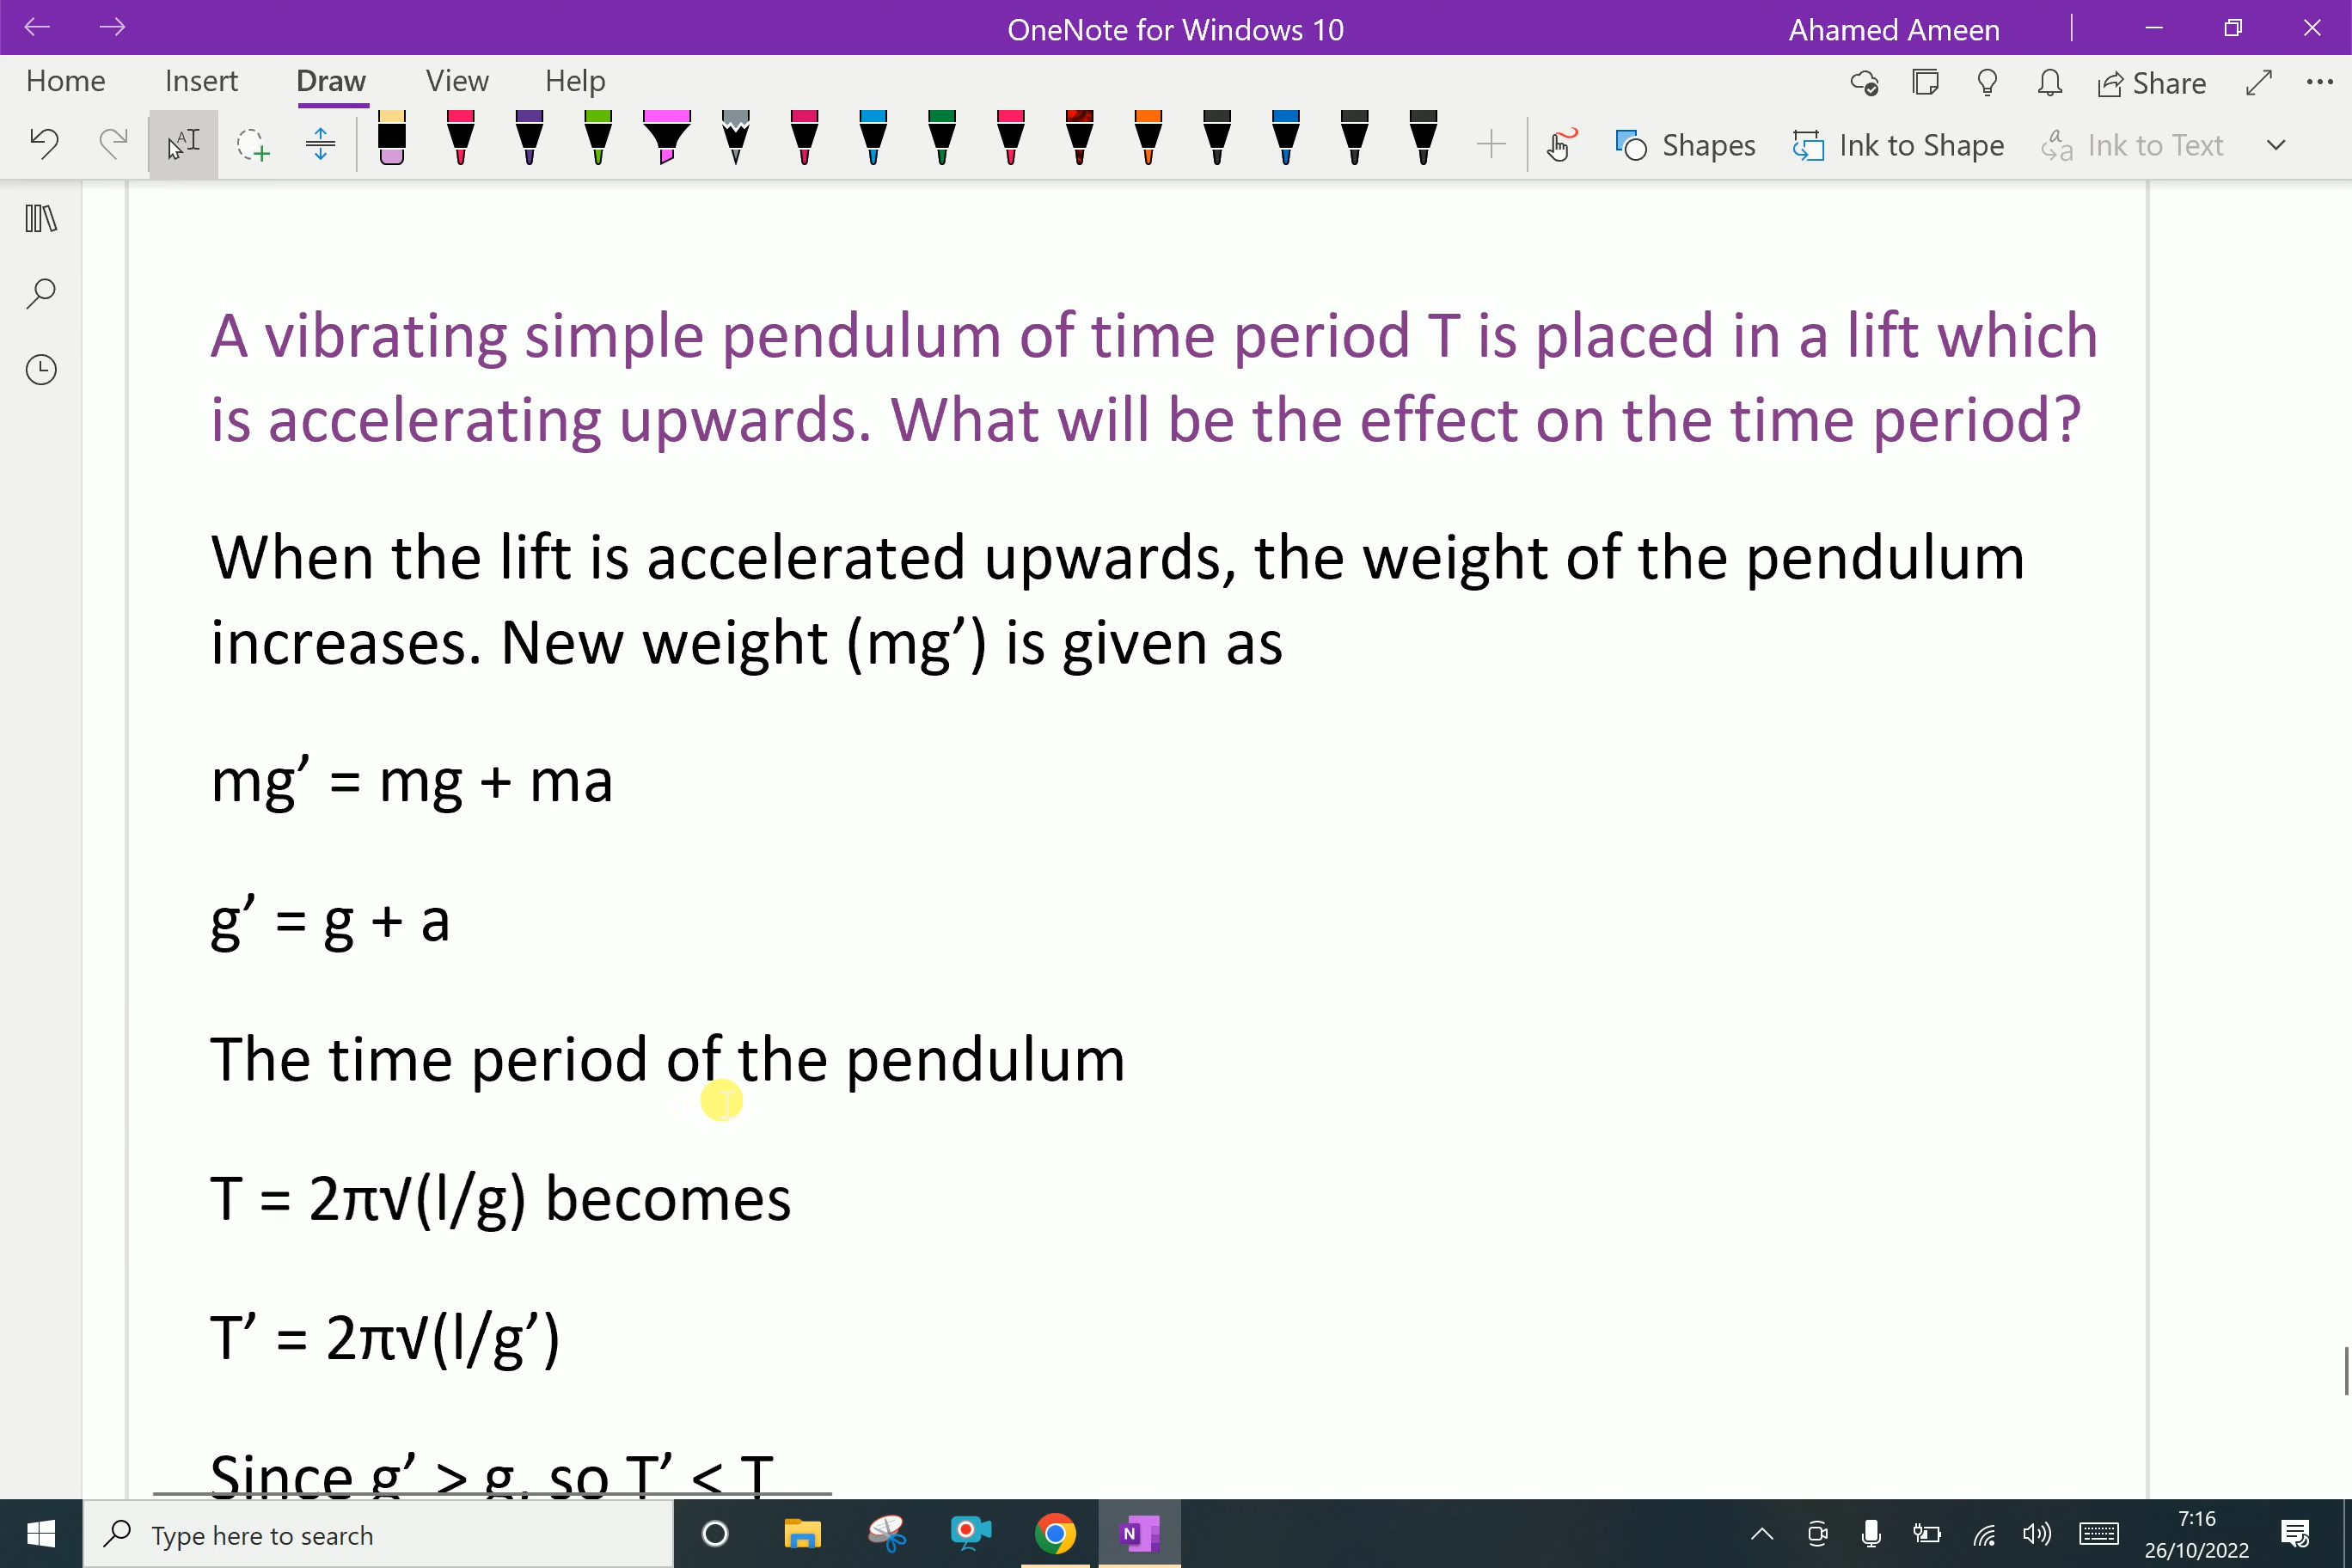 OneNote for Windows 10
Ahamed Ameen
Home Insert Draw View Help
Share
Shapes Ink to Shape Ink to Text
A vibrating simple pendulum of time period T is placed in a lift which
is accelerating upwards. What will be the effect on the time period?
When the lift is accelerated upwards, the weight of the pendulum
increases. New weight (mg’) is given as
mg’ = mg + ma
g’ = g + a
The time period of the pendulum
T = 2π√(l/g) becomes
T’ = 2π√(l/g’)
Since g’ > g, so T’ < T
Type here to search
N
7:16
26/10/2022